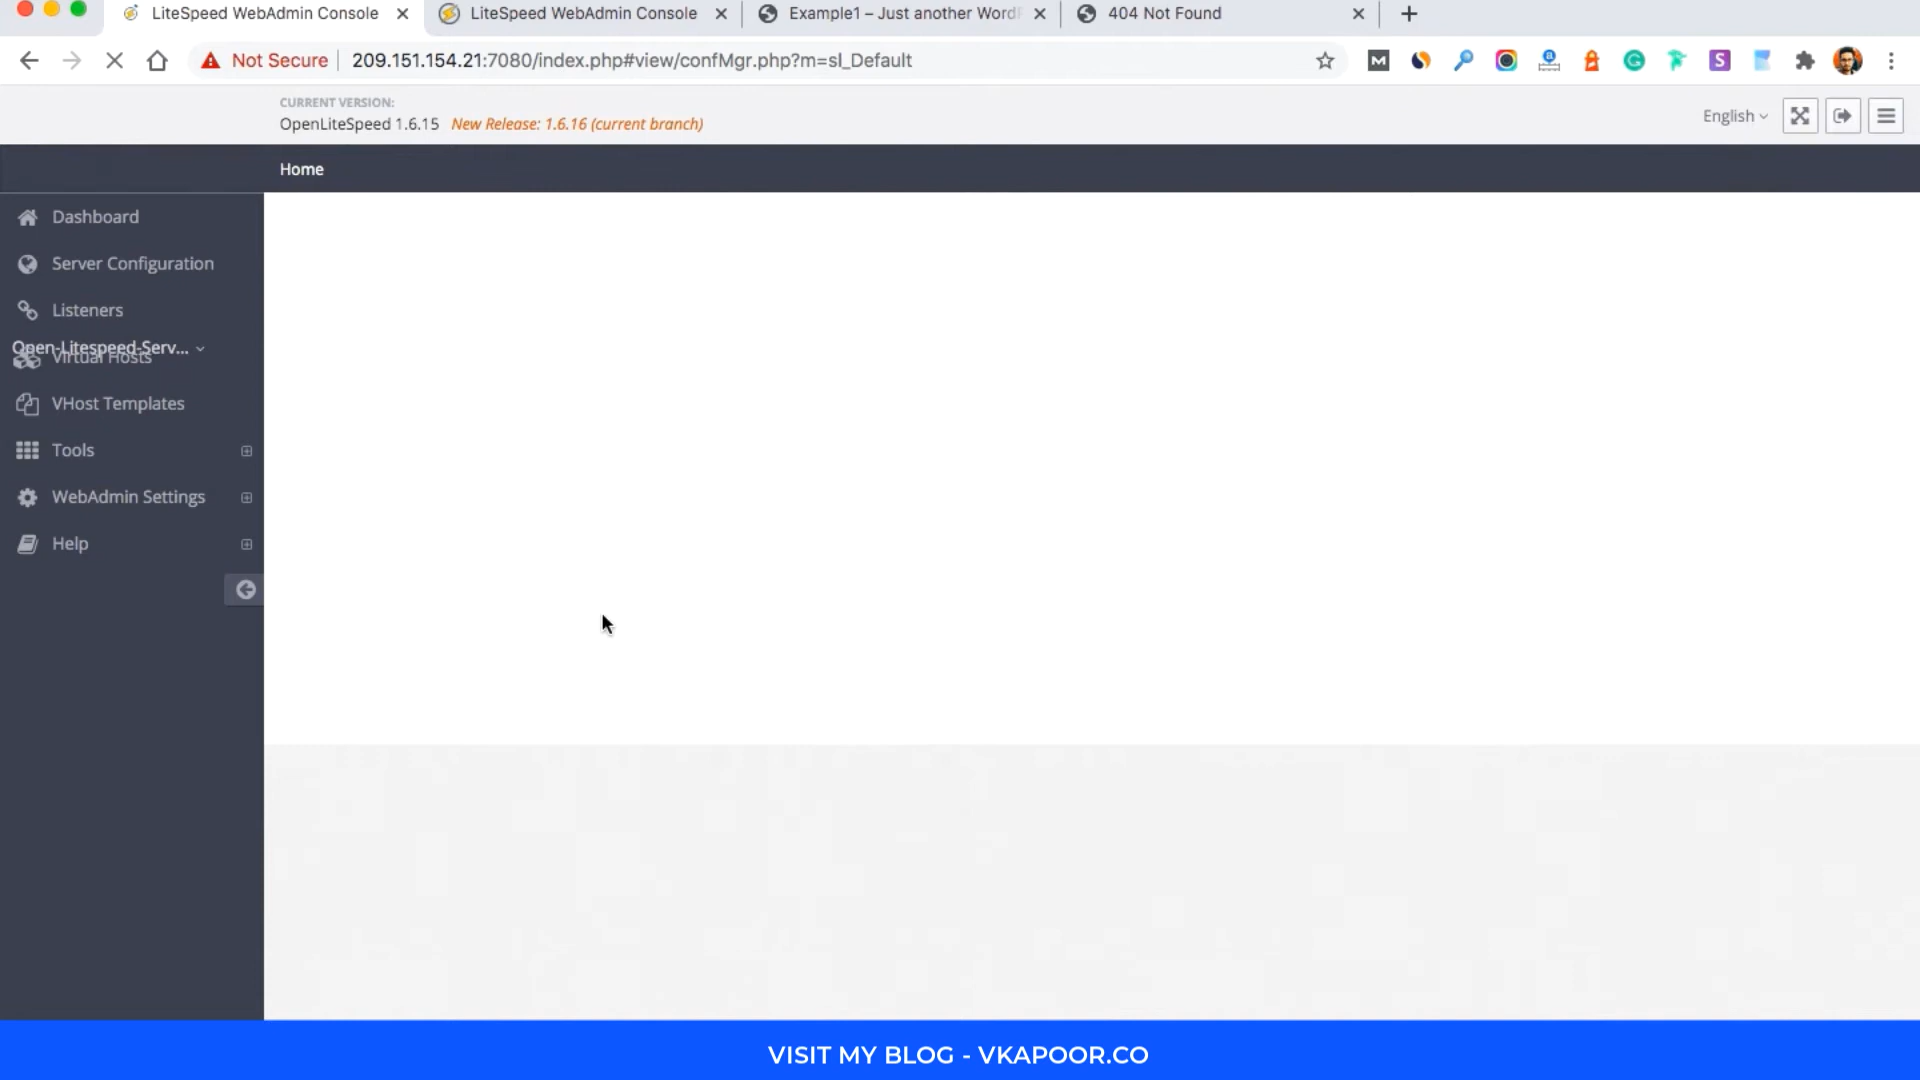 LiteSpeed WebAdmin Console
LiteSpeed WebAdmin Console
Example1 – Just another Word
404 Not Found
Not Secure
209.151.154.21:7080/index.php#view/confMgr.php?m=sl_Default
CURRENT VERSION:
OpenLiteSpeed 1.6.15 New Release: 1.6.16 (current branch)
English
Home
Dashboard
Server Configuration
Listeners
Open-Litespeed-Serv...
Virtual Hosts
VHost Templates
Tools
WebAdmin Settings
Help
VISIT MY BLOG - VKAPOOR.CO